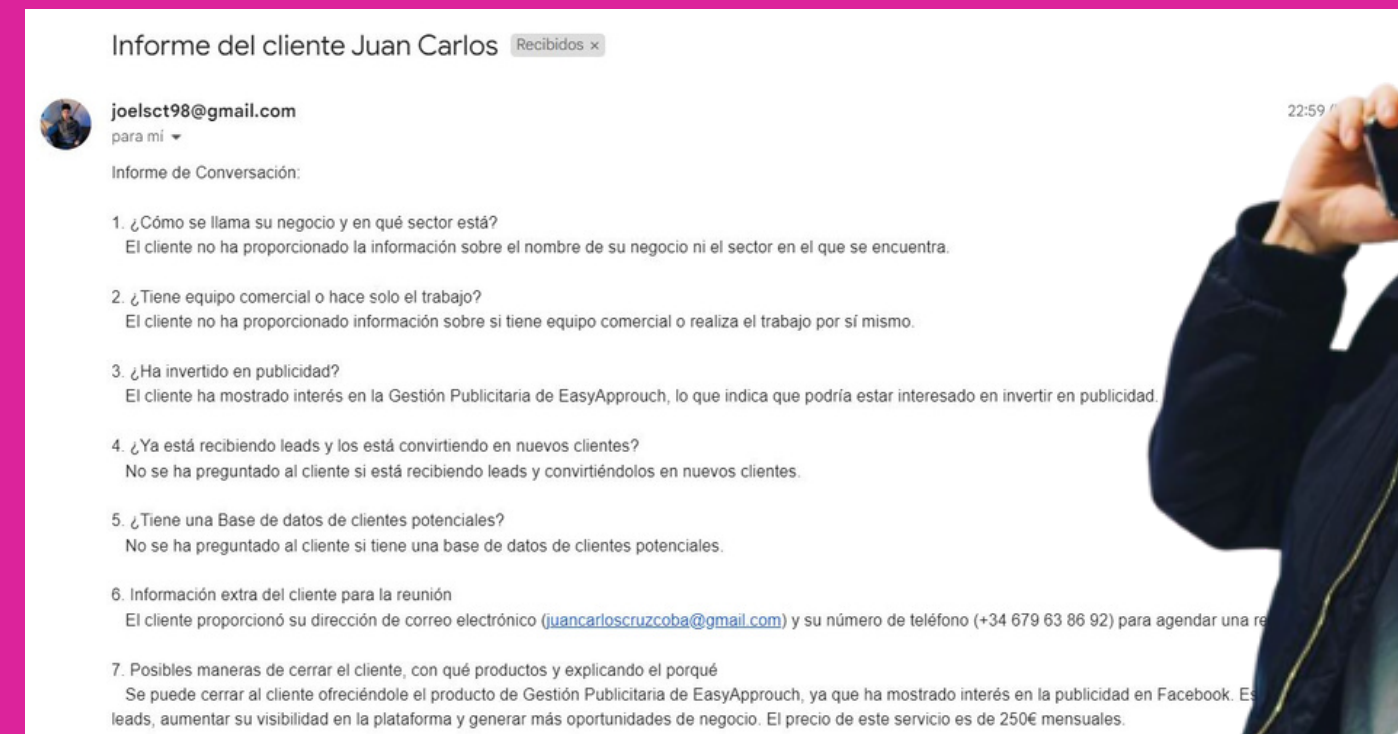 Informe del cliente Juan Carlos Recibidos ×
joelsct98@gmail.com 22:59
para mí
Informe de Conversación:
1. ¿Cómo se llama su negocio y en qué sector está?
El cliente no ha proporcionado la información sobre el nombre de su negocio ni el sector en el que se encuentra.
2. ¿Tiene equipo comercial o hace solo el trabajo?
El cliente no ha proporcionado información sobre si tiene equipo comercial o realiza el trabajo por sí mismo.
3. ¿Ha invertido en publicidad?
El cliente ha mostrado interés en la Gestión Publicitaria de EasyApprouch, lo que indica que podría estar interesado en invertir en publicidad.
4. ¿Ya está recibiendo leads y los está convirtiendo en nuevos clientes?
No se ha preguntado al cliente si está recibiendo leads y convirtiéndolos en nuevos clientes.
5. ¿Tiene una Base de datos de clientes potenciales?
No se ha preguntado al cliente si tiene una base de datos de clientes potenciales.
6. Información extra del cliente para la reunión
El cliente proporcionó su dirección de correo electrónico (juancarloscruzcoba@gmail.com) y su número de teléfono (+34 679 63 86 92) para agendar una
7. Posibles maneras de cerrar el cliente, con qué productos y explicando el porqué
Se puede cerrar al cliente ofreciéndole el producto de Gestión Publicitaria de EasyApprouch, ya que ha mostrado interés en la publicidad en Facebook.
leads, aumentar su visibilidad en la plataforma y generar más oportunidades de negocio. El precio de este servicio es de 250€ mensuales.